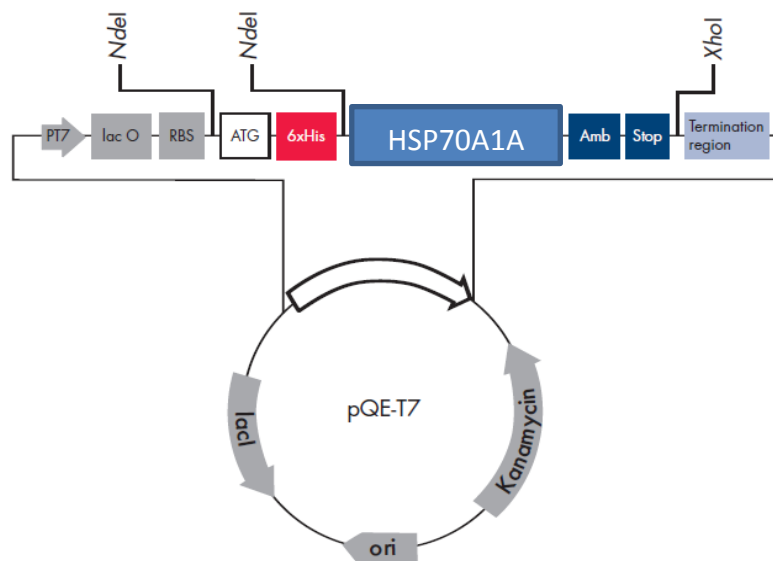 NdeI
NdeI
XhoI
PT7
lac O
RBS
ATG
6xHis
HSP70A1A
Amb
Stop
Termination
region
pQE-T7
lacI
Kanamycin
ori